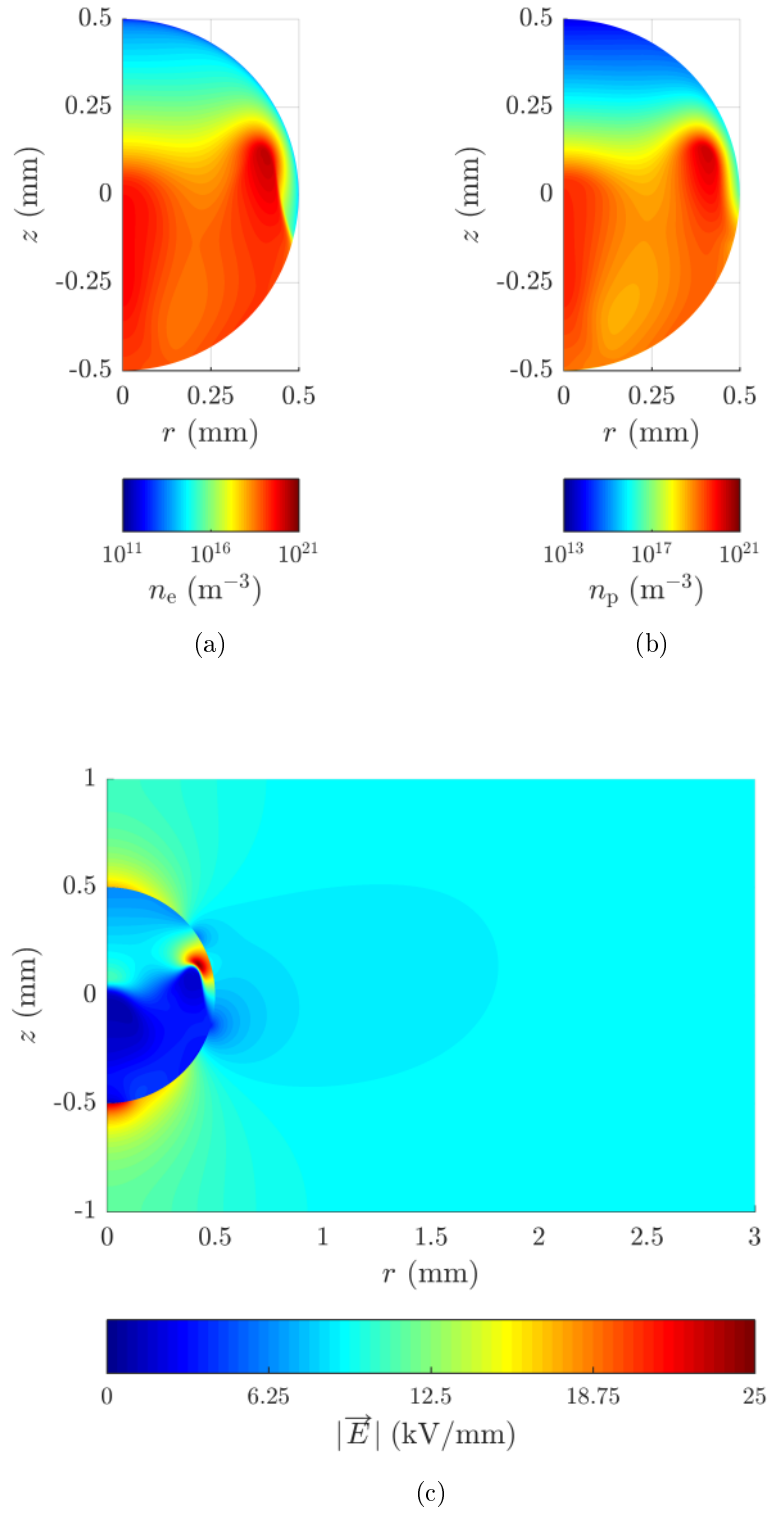 0.5 0.5
0.25 0.25
z (mm) 0 z (mm) 0
-0.25 -0.25
-0.5 -0.5
0 0.25 0.5 0 0.25 0.5
r (mm) r (mm)
10¹¹ 10¹⁶ 10²¹ 10¹³ 10¹⁷ 10²¹
nₑ (m⁻³) nₚ (m⁻³)
(a) (b)
1
0.5
z (mm) 0
-0.5
-1
0 0.5 1 1.5 2 2.5 3
r (mm)
0 6.25 12.5 18.75 25
|E⃗| (kV/mm)
(c)